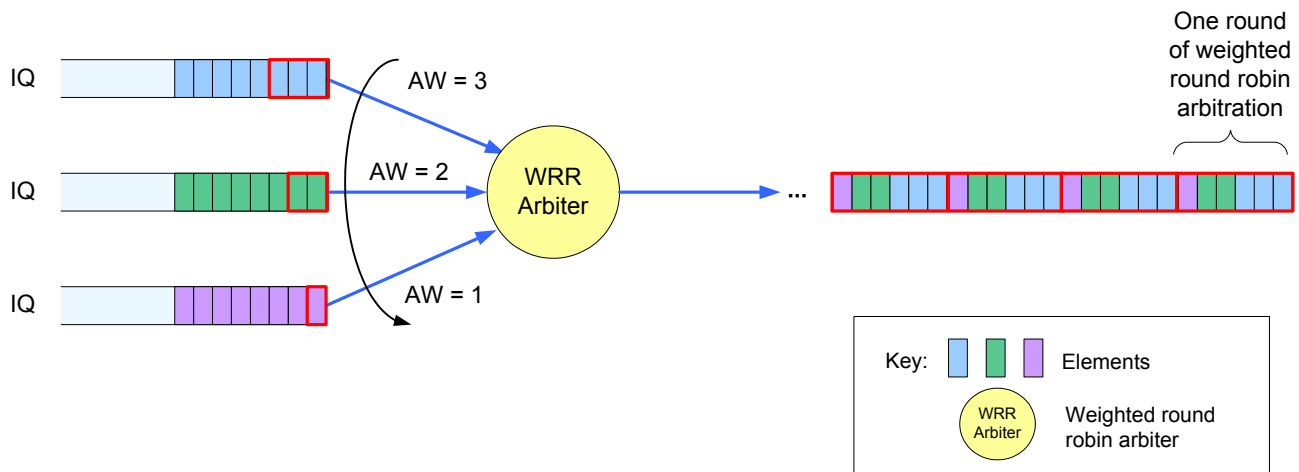 One round
of weighted
round robin
arbitration
IQ
AW = 3
IQ
AW = 2
WRR
Arbiter
...
IQ
AW = 1
Key:
Elements
WRR
Arbiter
Weighted round
robin arbiter